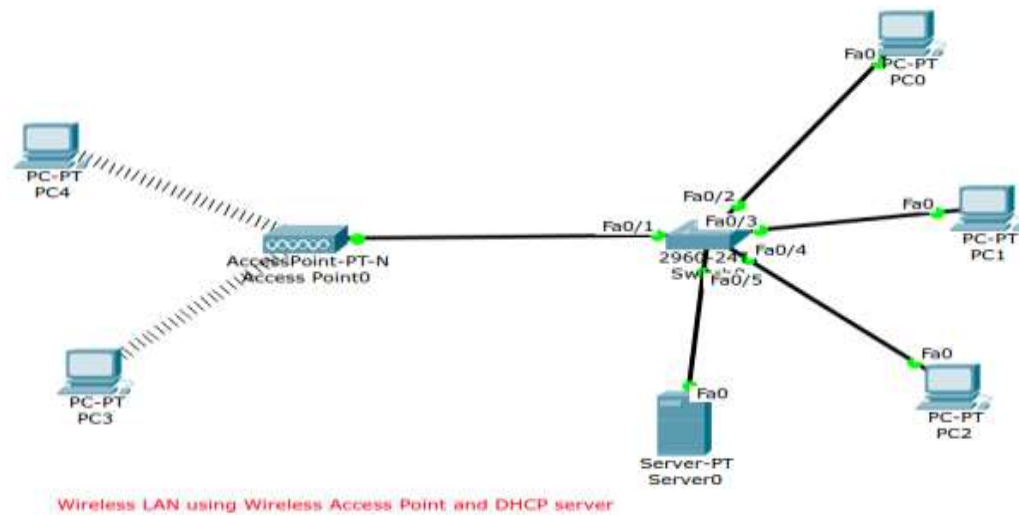 Fa0
PC-PT
PC0
PC-PT
PC4
Fa0/2
Fa0/3
Fa0
PC-PT
PC1
Fa0/1
AccessPoint-PT-N
Access Point0
Fa0/4
Fa0/5
Fa0
PC-PT
PC2
PC-PT
PC3
Fa0
Server-PT
Server0
Wireless LAN using Wireless Access Point and DHCP server